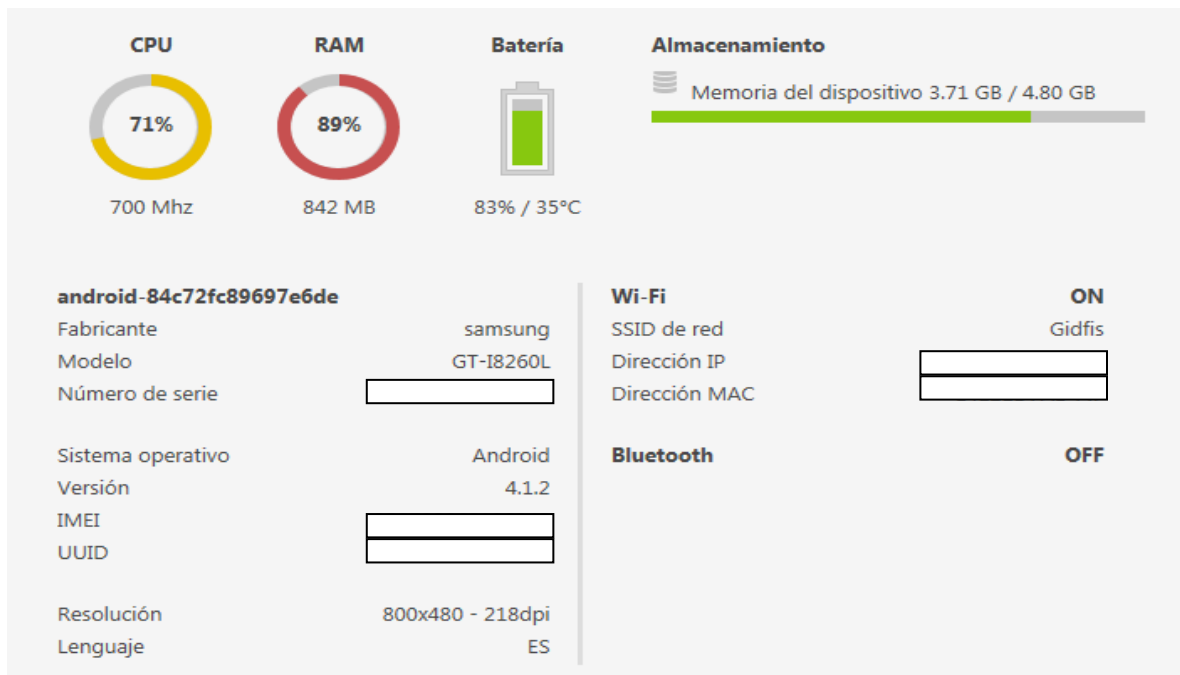 CPU
71%
700 Mhz
RAM
89%
842 MB
Batería
83% / 35°C
Almacenamiento
Memoria del dispositivo 3.71 GB / 4.80 GB
android-84c72fc89697e6de
Fabricante samsung
Modelo GT-I8260L
Número de serie
Sistema operativo Android
Versión 4.1.2
IMEI
UUID
Resolución 800x480 - 218dpi
Lenguaje ES
Wi-Fi ON
SSID de red Gidfis
Dirección IP
Dirección MAC
Bluetooth OFF